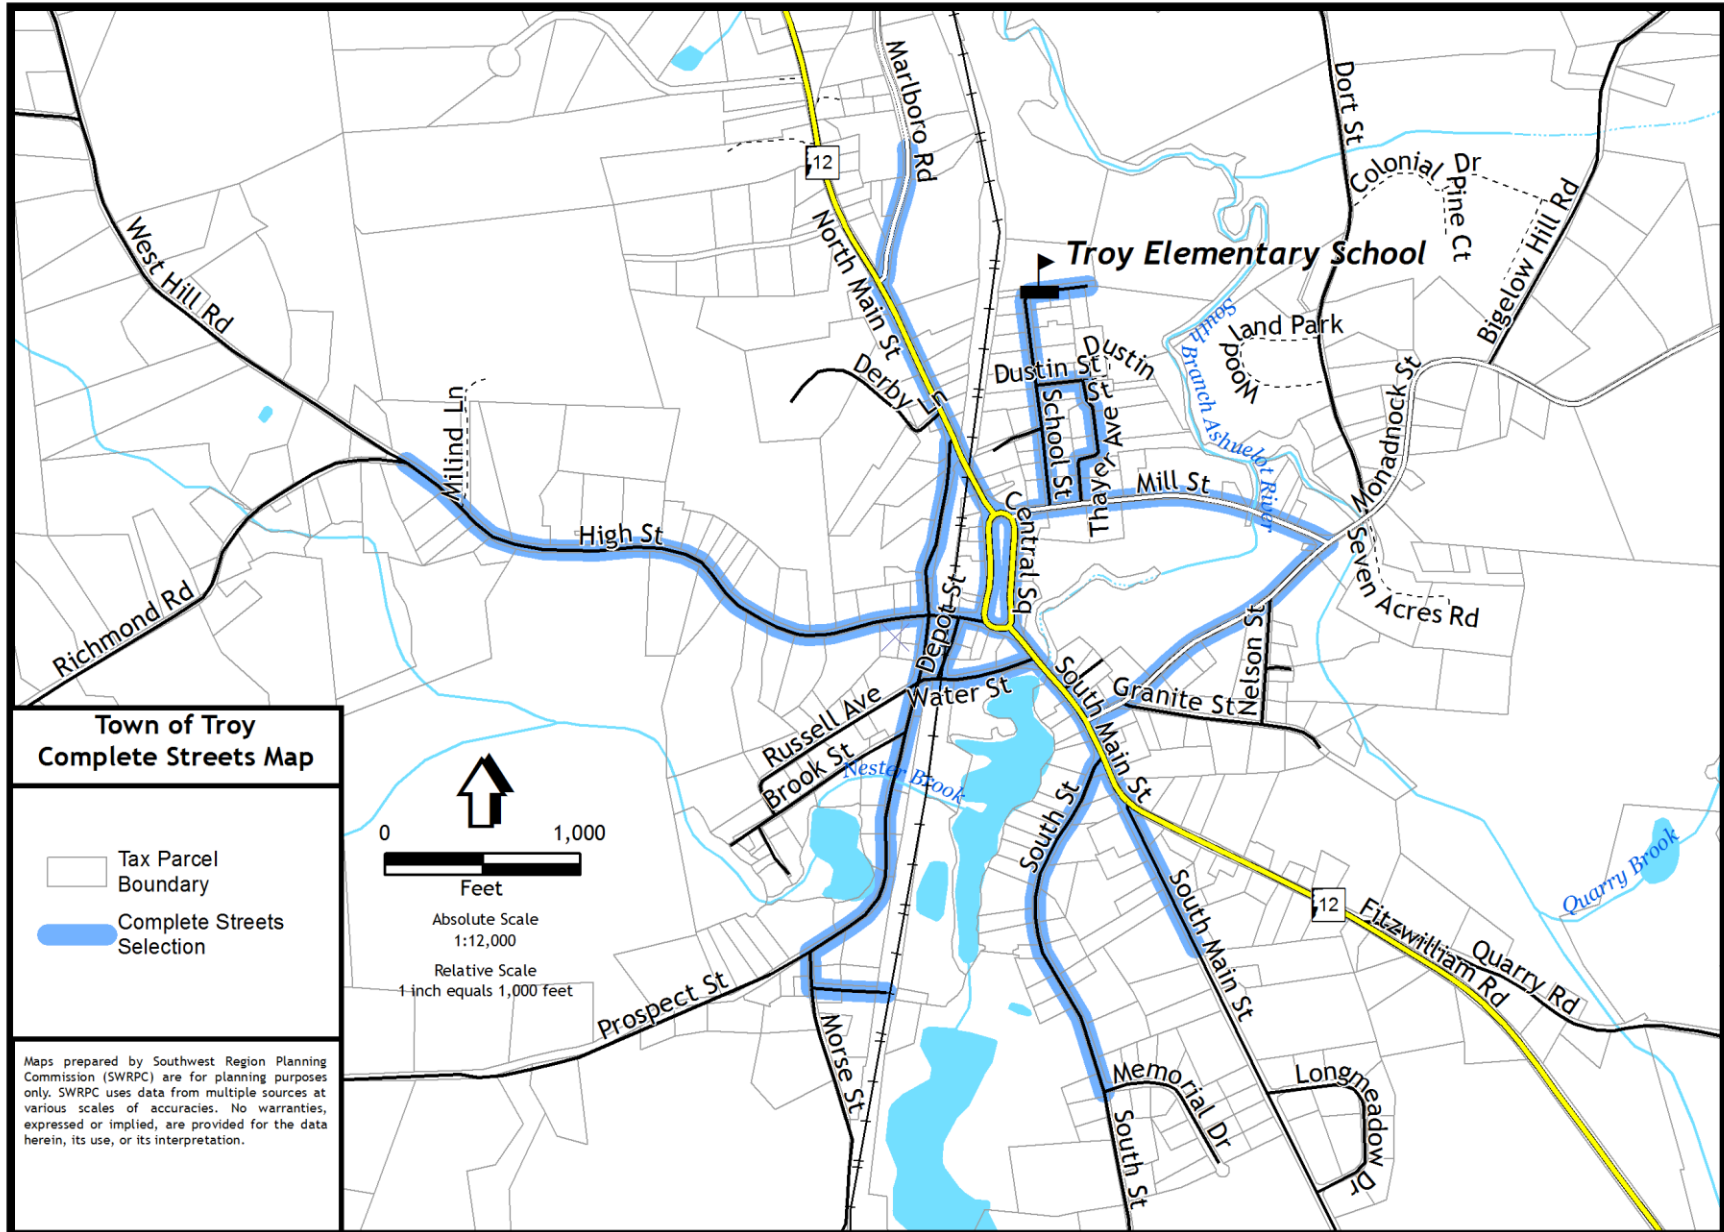 Marlboro Rd
12
Dort St
Colonial Dr
Pine Ct
Bigelow Hill Rd
West Hill Rd
North Main St
Troy Elementary School
South Branch Ashuelot River
Wood land Park
Derby Ln
Dustin St
Dustin St
School St
Thayer Ave
Monadnock St
Milind Ln
High St
Mill St
Central Sq
Seven Acres Rd
Richmond Rd
Depot St
Nelson St
Granite St
Water St
South Main St
Russell Ave
Brook St
Nester Brook
South St
Quarry Brook
South Main St
12
Fitzwilliam Rd
Quarry Rd
Prospect St
Morse St
Memorial Dr
Longmeadow Dr
South St
Town of Troy
Complete Streets Map
Tax Parcel
Boundary
Complete Streets
Selection
0 1,000
Feet
Absolute Scale
1:12,000
Relative Scale
1 inch equals 1,000 feet
Maps prepared by Southwest Region Planning
Commission (SWRPC) are for planning purposes
only. SWRPC uses data from multiple sources at
various scales of accuracies. No warranties,
expressed or implied, are provided for the data
herein, its use, or its interpretation.